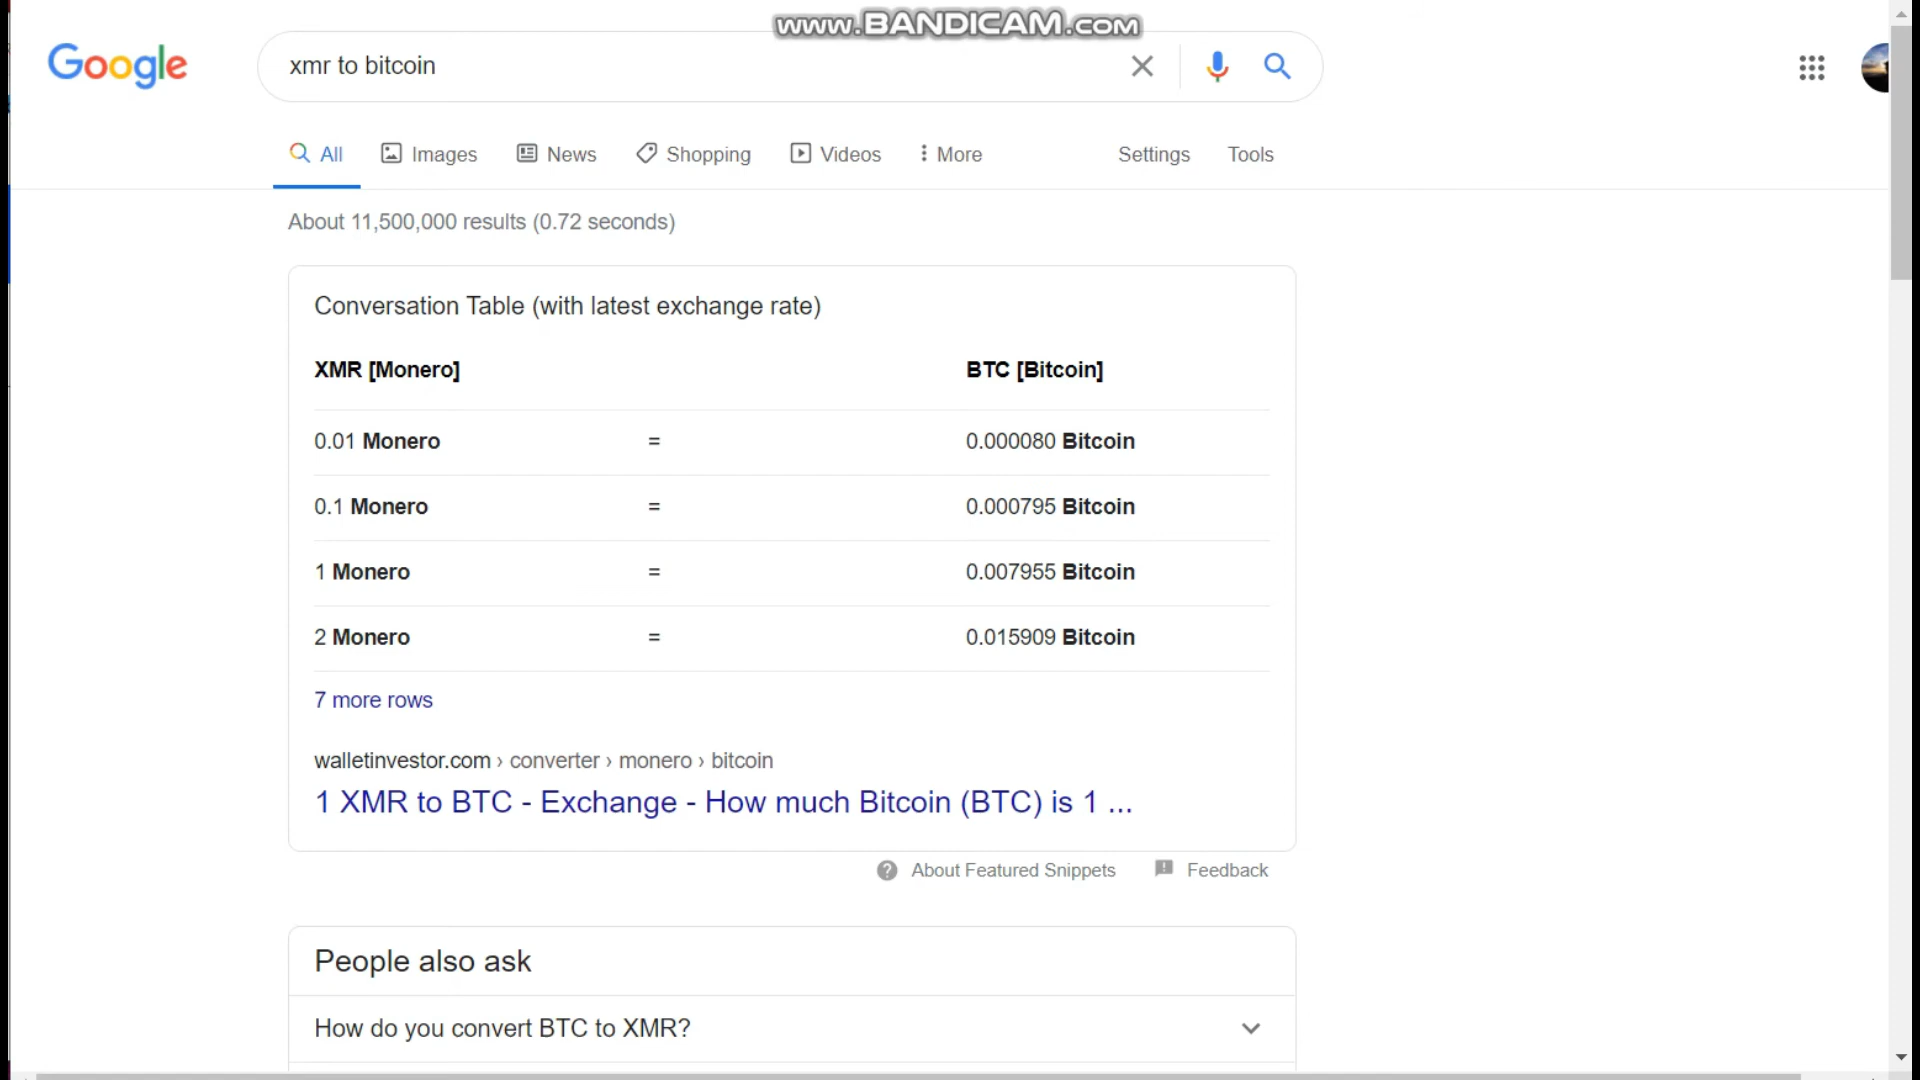 www.BANDICAM.com
Google
xmr to bitcoin
All Images News Shopping Videos More Settings Tools
About 11,500,000 results (0.72 seconds)
Conversation Table (with latest exchange rate)
XMR [Monero] BTC [Bitcoin]
0.01 Monero = 0.000080 Bitcoin
0.1 Monero = 0.000795 Bitcoin
1 Monero = 0.007955 Bitcoin
2 Monero = 0.015909 Bitcoin
7 more rows
walletinvestor.com › converter › monero › bitcoin
1 XMR to BTC - Exchange - How much Bitcoin (BTC) is 1 ...
About Featured Snippets Feedback
People also ask
How do you convert BTC to XMR?